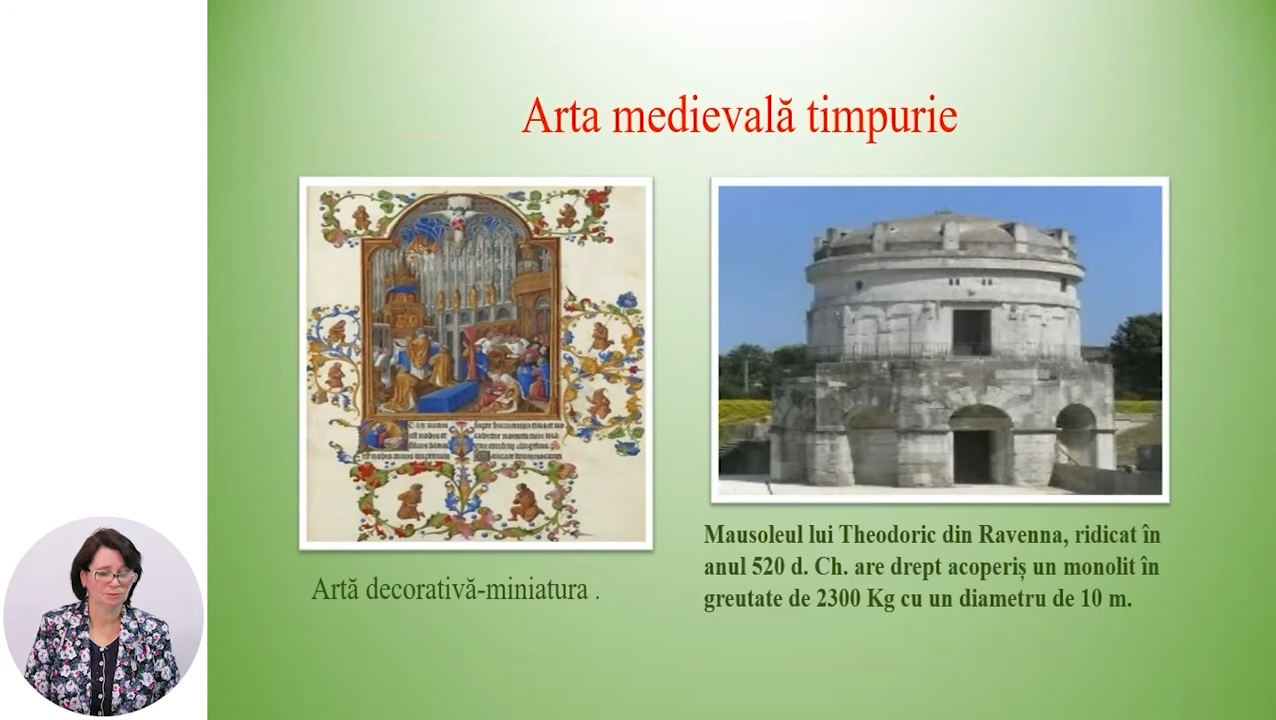 Arta medievală timpurie
Artă decorativă-miniatura .
Mausoleul lui Theodoric din Ravenna, ridicat în
anul 520 d. Ch. are drept acoperiș un monolit în
greutate de 2300 Kg cu un diametru de 10 m.